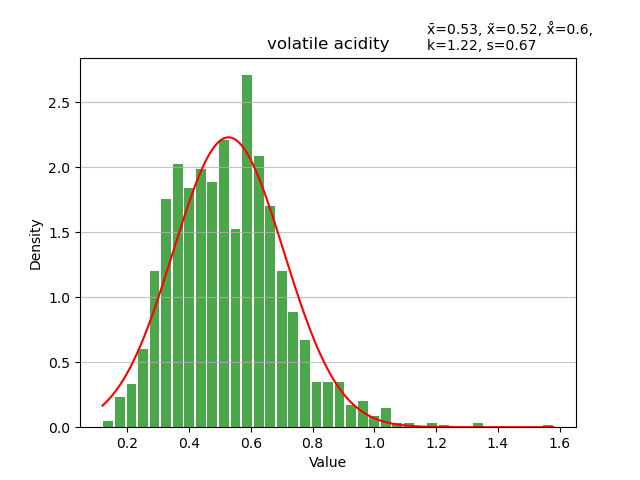 volatile acidity
x̄=0.53, x̃=0.52, x̊=0.6,
k=1.22, s=0.67
Density
2.5
2.0
1.5
1.0
0.5
0.0
0.2 0.4 0.6 0.8 1.0 1.2 1.4 1.6
Value